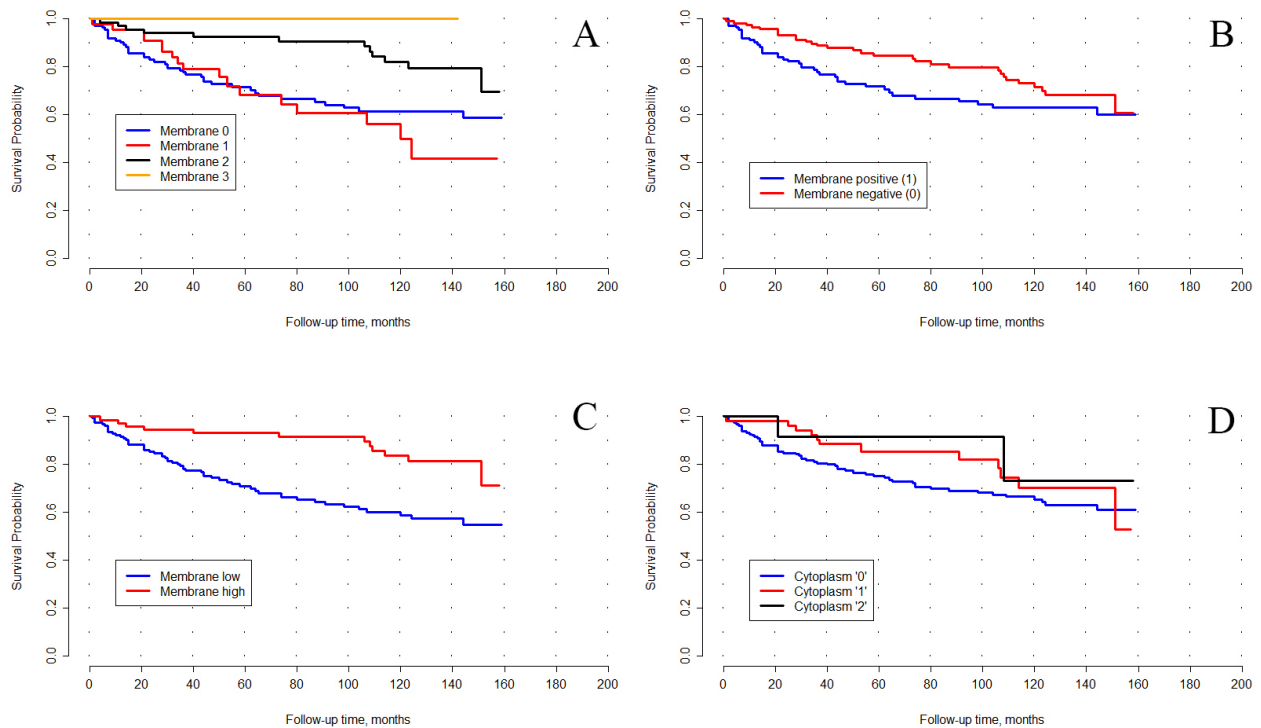 A
Survival Probability
1.0
0.8
0.6
0.4
0.2
0.0
Membrane 0
Membrane 1
Membrane 2
Membrane 3
0 20 40 60 80 100 120 140 160 180 200
Follow-up time, months
B
Survival Probability
1.0
0.8
0.6
0.4
0.2
0.0
Membrane positive (1)
Membrane negative (0)
0 20 40 60 80 100 120 140 160 180 200
Follow-up time, months
C
Survival Probability
1.0
0.8
0.6
0.4
0.2
0.0
Membrane low
Membrane high
0 20 40 60 80 100 120 140 160 180 200
Follow-up time, months
D
Survival Probability
1.0
0.8
0.6
0.4
0.2
0.0
Cytoplasm '0'
Cytoplasm '1'
Cytoplasm '2'
0 20 40 60 80 100 120 140 160 180 200
Follow-up time, months